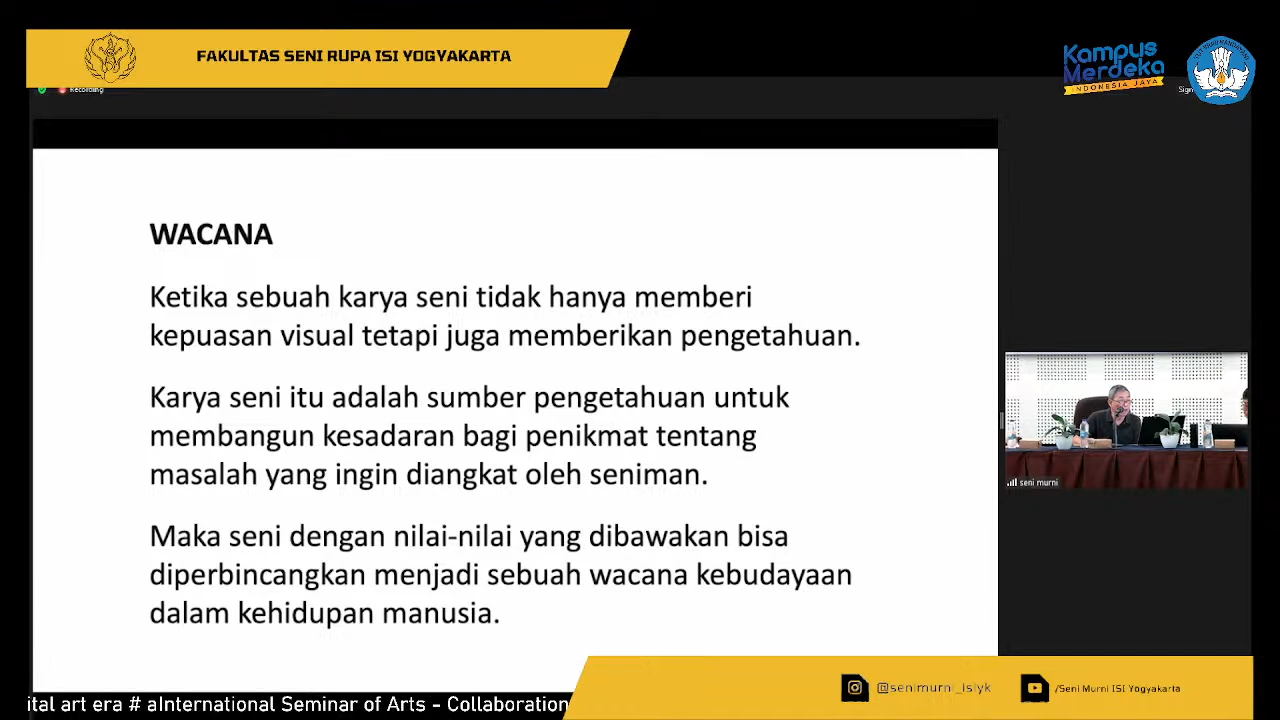 FAKULTAS SENI RUPA ISI YOGYAKARTA
Kampus
Merdeka
INDONESIA JAYA
Recording
Sign
WACANA
Ketika sebuah karya seni tidak hanya memberi
kepuasan visual tetapi juga memberikan pengetahuan.
Karya seni itu adalah sumber pengetahuan untuk
membangun kesadaran bagi penikmat tentang
masalah yang ingin diangkat oleh seniman.
Maka seni dengan nilai-nilai yang dibawakan bisa
diperbincangkan menjadi sebuah wacana kebudayaan
dalam kehidupan manusia.
seni murni
@senimurni_isiyk
/Seni Murni ISI Yogyakarta
ital art era # aInternational Seminar of Arts - Collaboration